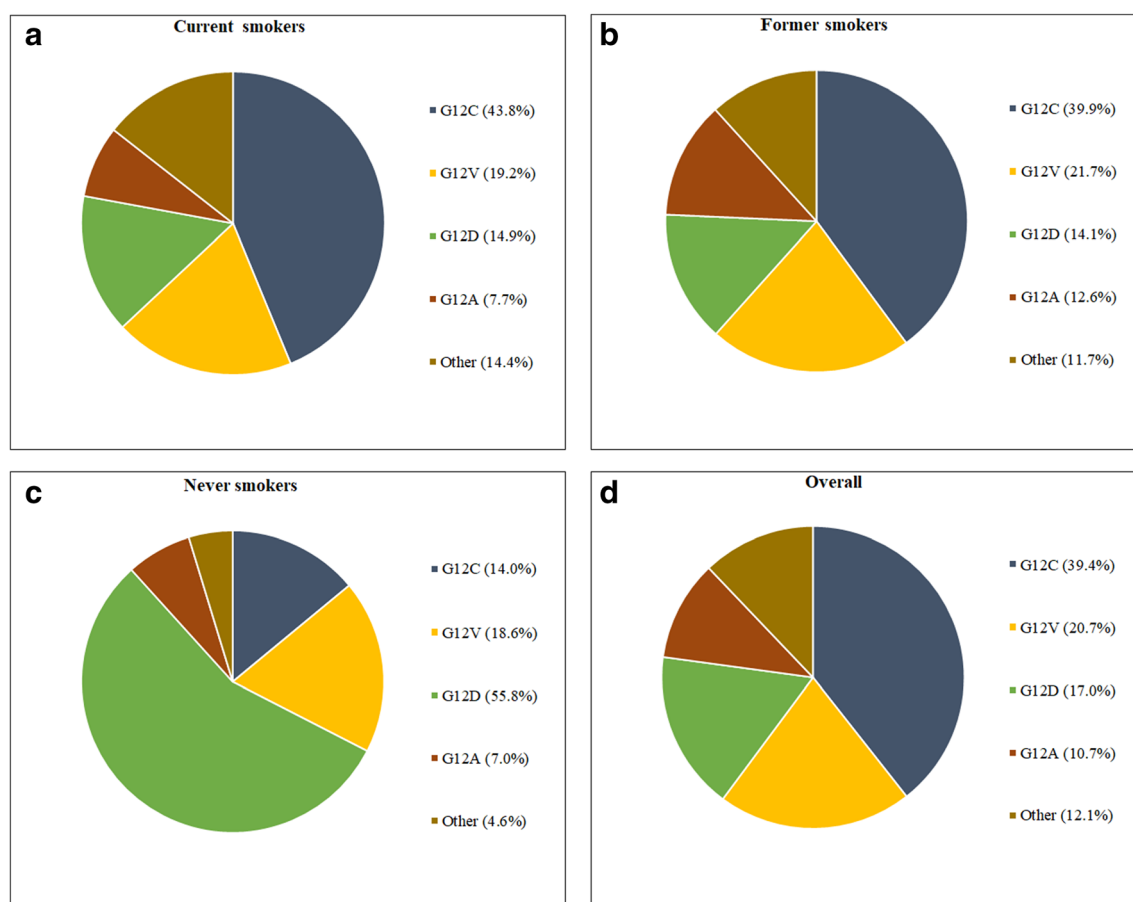 a
Current smokers
G12C (43.8%)
G12V (19.2%)
G12D (14.9%)
G12A (7.7%)
Other (14.4%)
b
Former smokers
G12C (39.9%)
G12V (21.7%)
G12D (14.1%)
G12A (12.6%)
Other (11.7%)
c
Never smokers
G12C (14.0%)
G12V (18.6%)
G12D (55.8%)
G12A (7.0%)
Other (4.6%)
d
Overall
G12C (39.4%)
G12V (20.7%)
G12D (17.0%)
G12A (10.7%)
Other (12.1%)